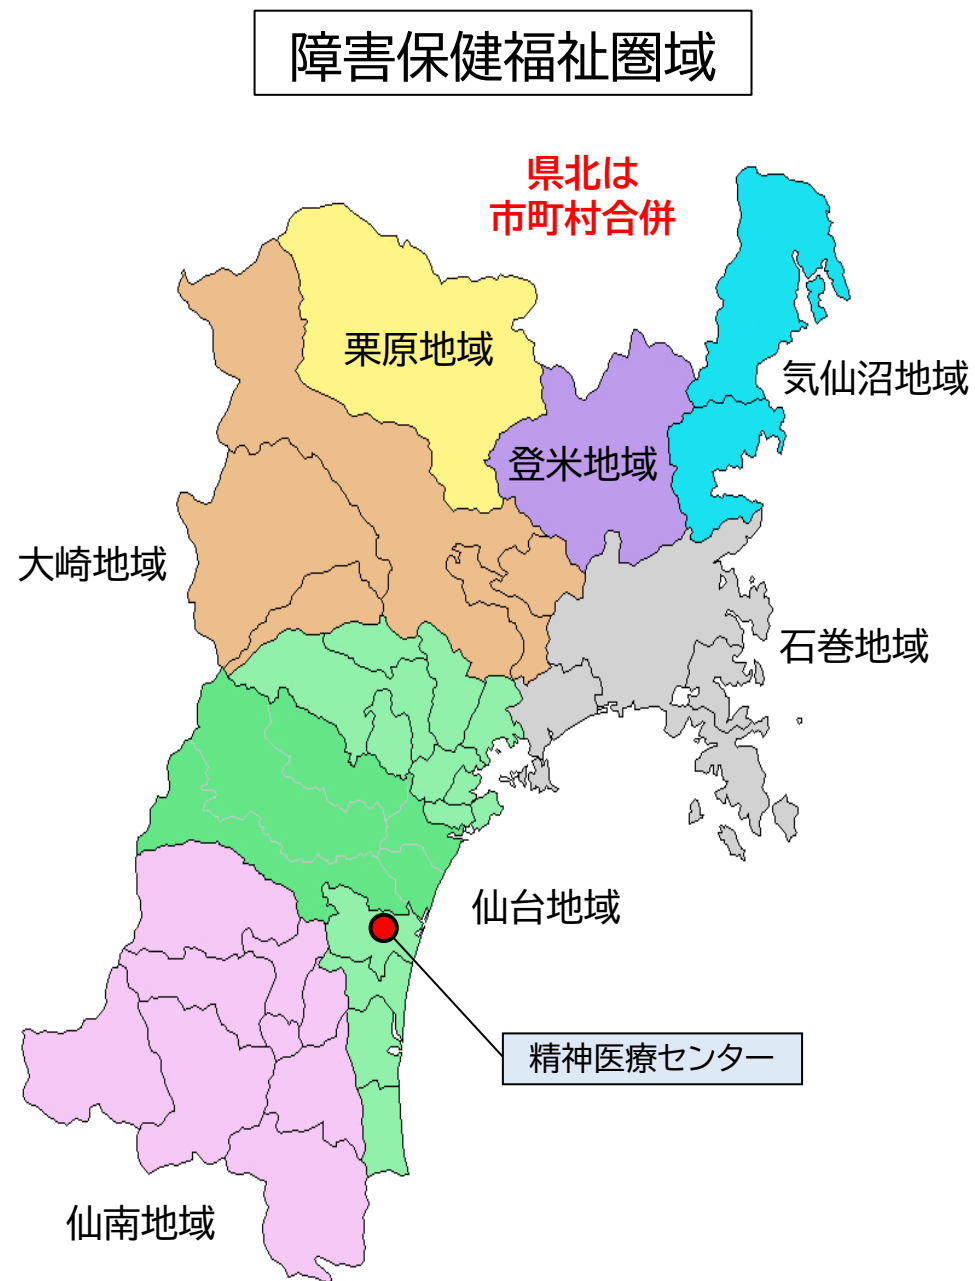 障害保健福祉圏域
県北は
市町村合併
栗原地域
気仙沼地域
登米地域
大崎地域
石巻地域
仙台地域
精神医療センター
仙南地域